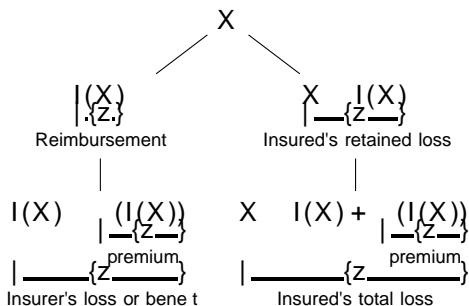 X
I(X) X I(X)
|.{z.} | {z }
Reimbursement Insured's retained loss
I(X) (I(X)) X I(X) + (I(X))
| {z } | {z }
premium premium
| {z } | {z }
Insurer's loss or bene t Insured's total loss